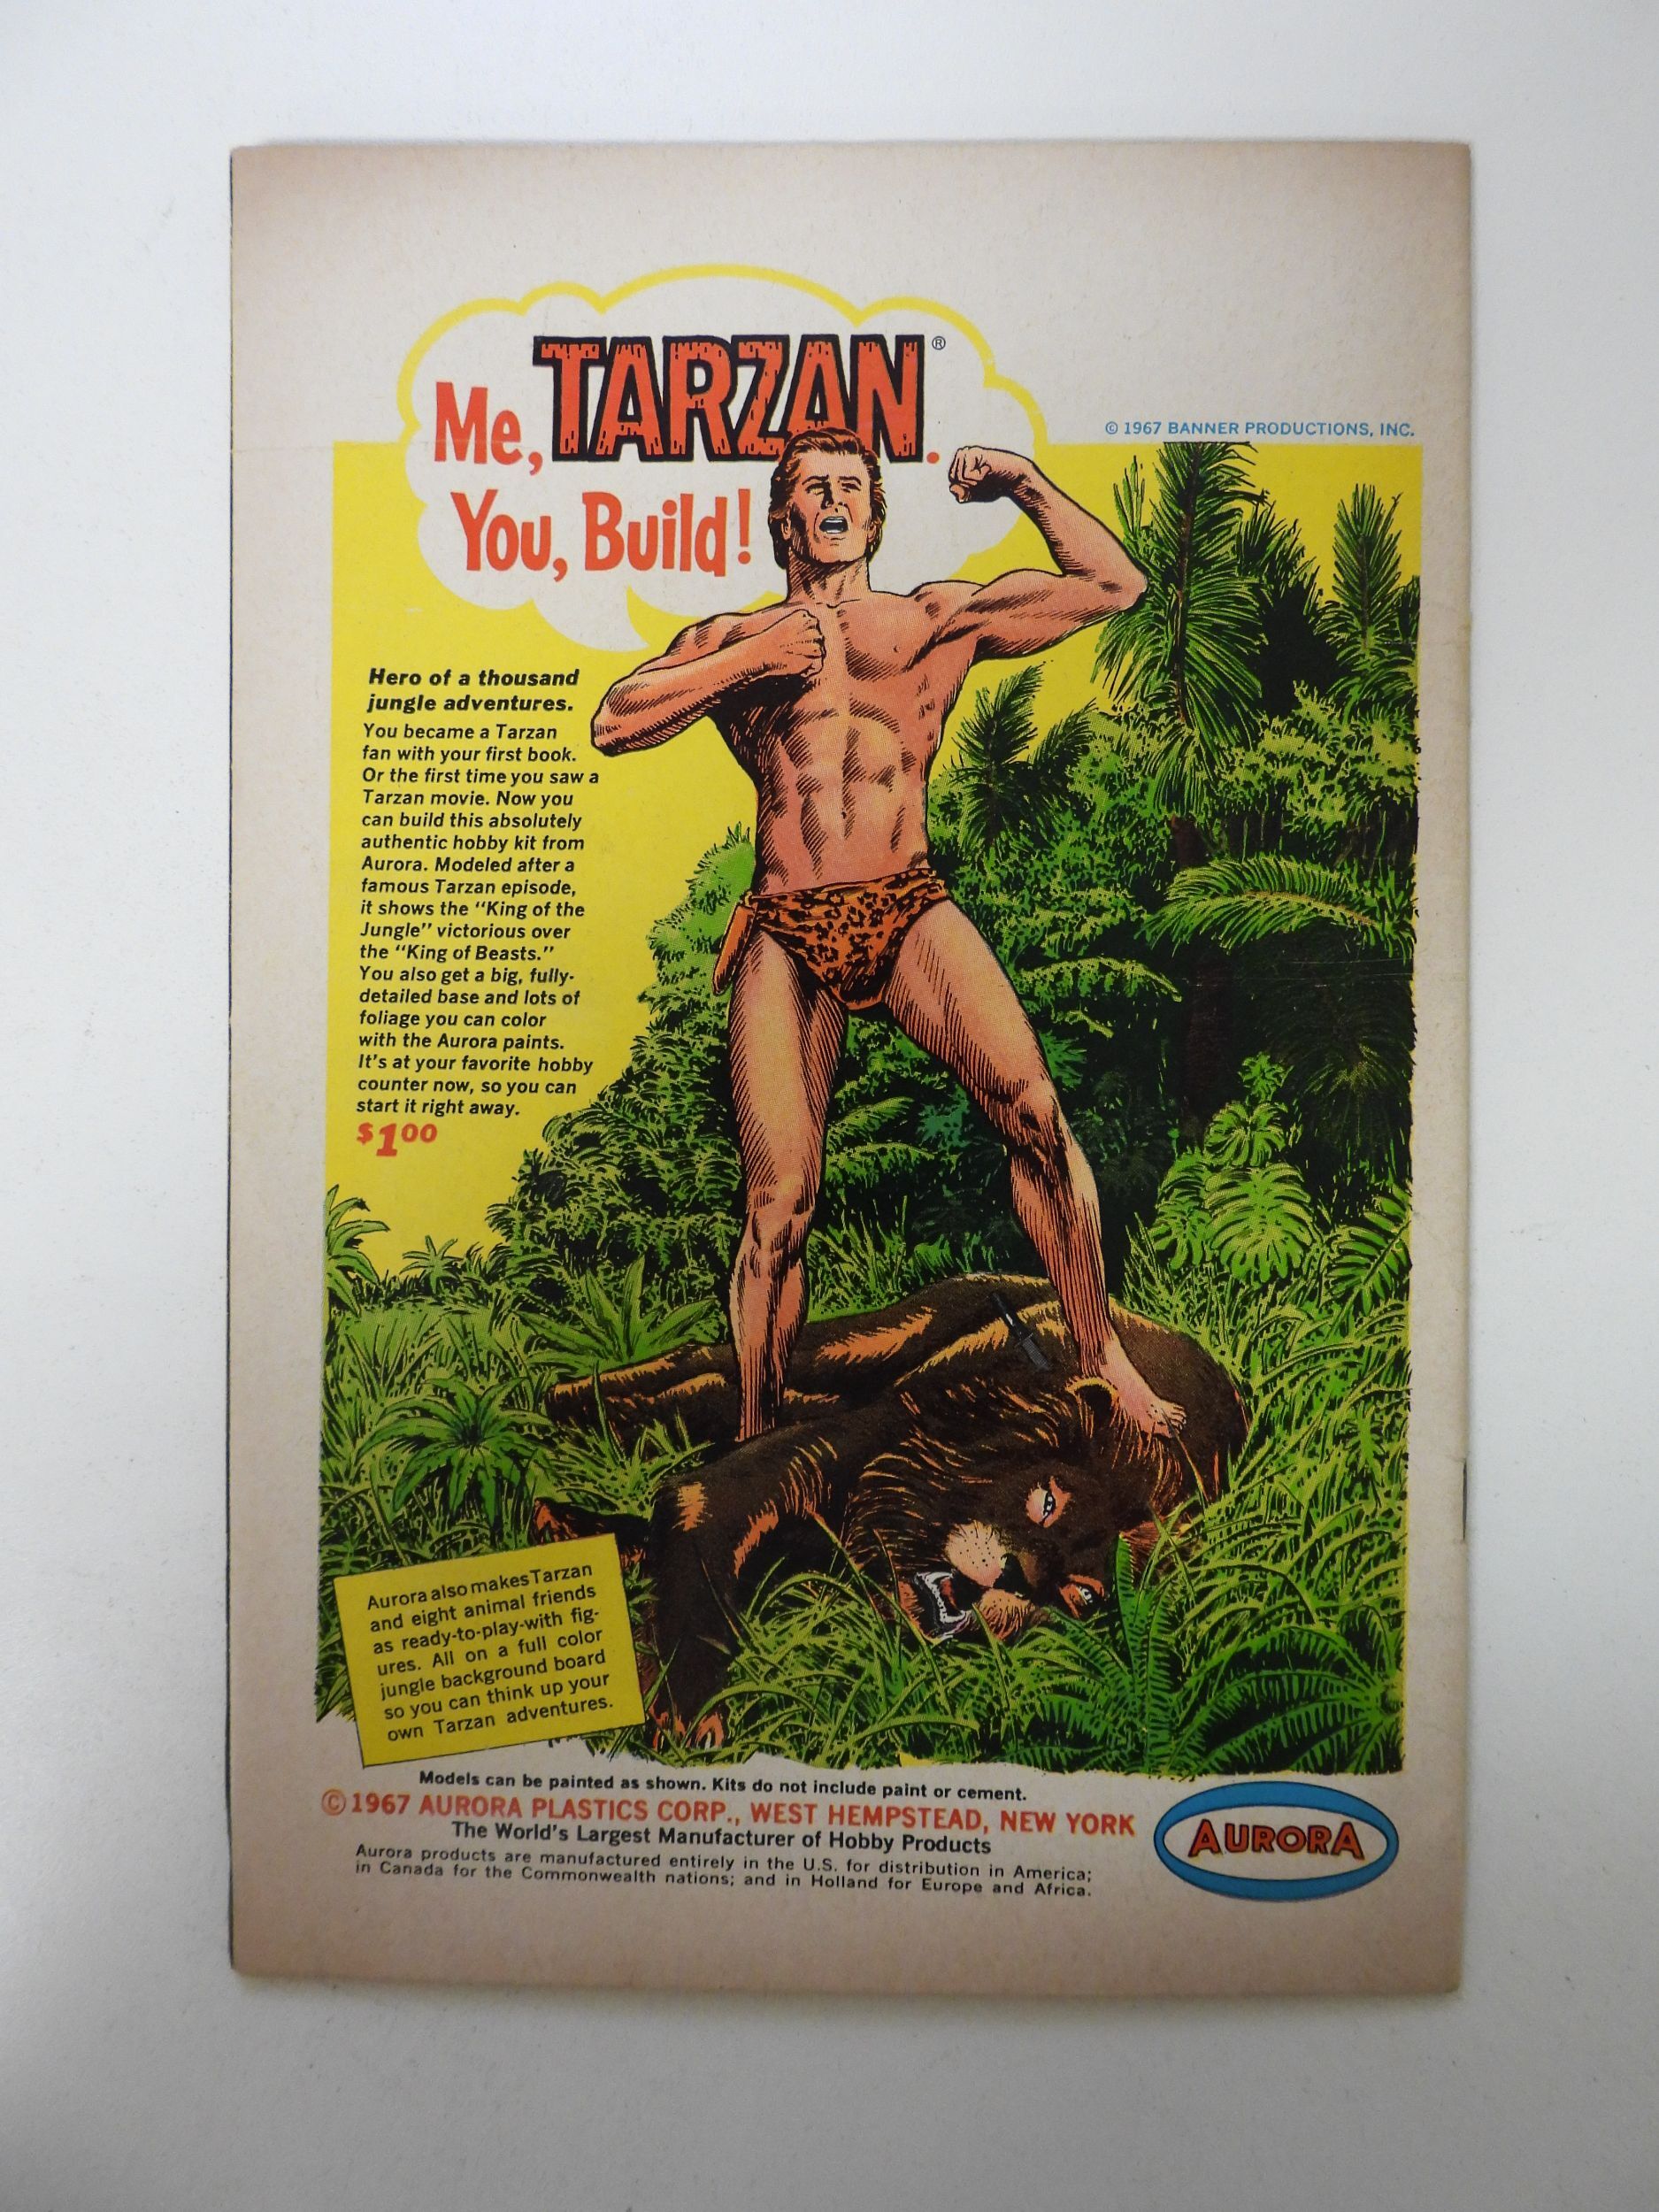 Me, TARZAN®.
You, Build!
© 1967 BANNER PRODUCTIONS, INC.
Hero of a thousand
jungle adventures.
You became a Tarzan
fan with your first book.
Or the first time you saw a
Tarzan movie. Now you
can build this absolutely
authentic hobby kit from
Aurora. Modeled after a
famous Tarzan episode,
it shows the "King of the
Jungle" victorious over
the "King of Beasts."
You also get a big, fully-
detailed base and lots of
foliage you can color
with the Aurora paints.
It's at your favorite hobby
counter now, so you can
start it right away.
$1.00
Aurora also makes Tarzan
and eight animal friends
as ready-to-play-with fig-
ures. All on a full color
jungle background board
so you can think up your
own Tarzan adventures.
Models can be painted as shown. Kits do not include paint or cement.
©1967 AURORA PLASTICS CORP., WEST HEMPSTEAD, NEW YORK
The World's Largest Manufacturer of Hobby Products
Aurora products are manufactured entirely in the U.S. for distribution in America;
in Canada for the Commonwealth nations; and in Holland for Europe and Africa.
AURORA